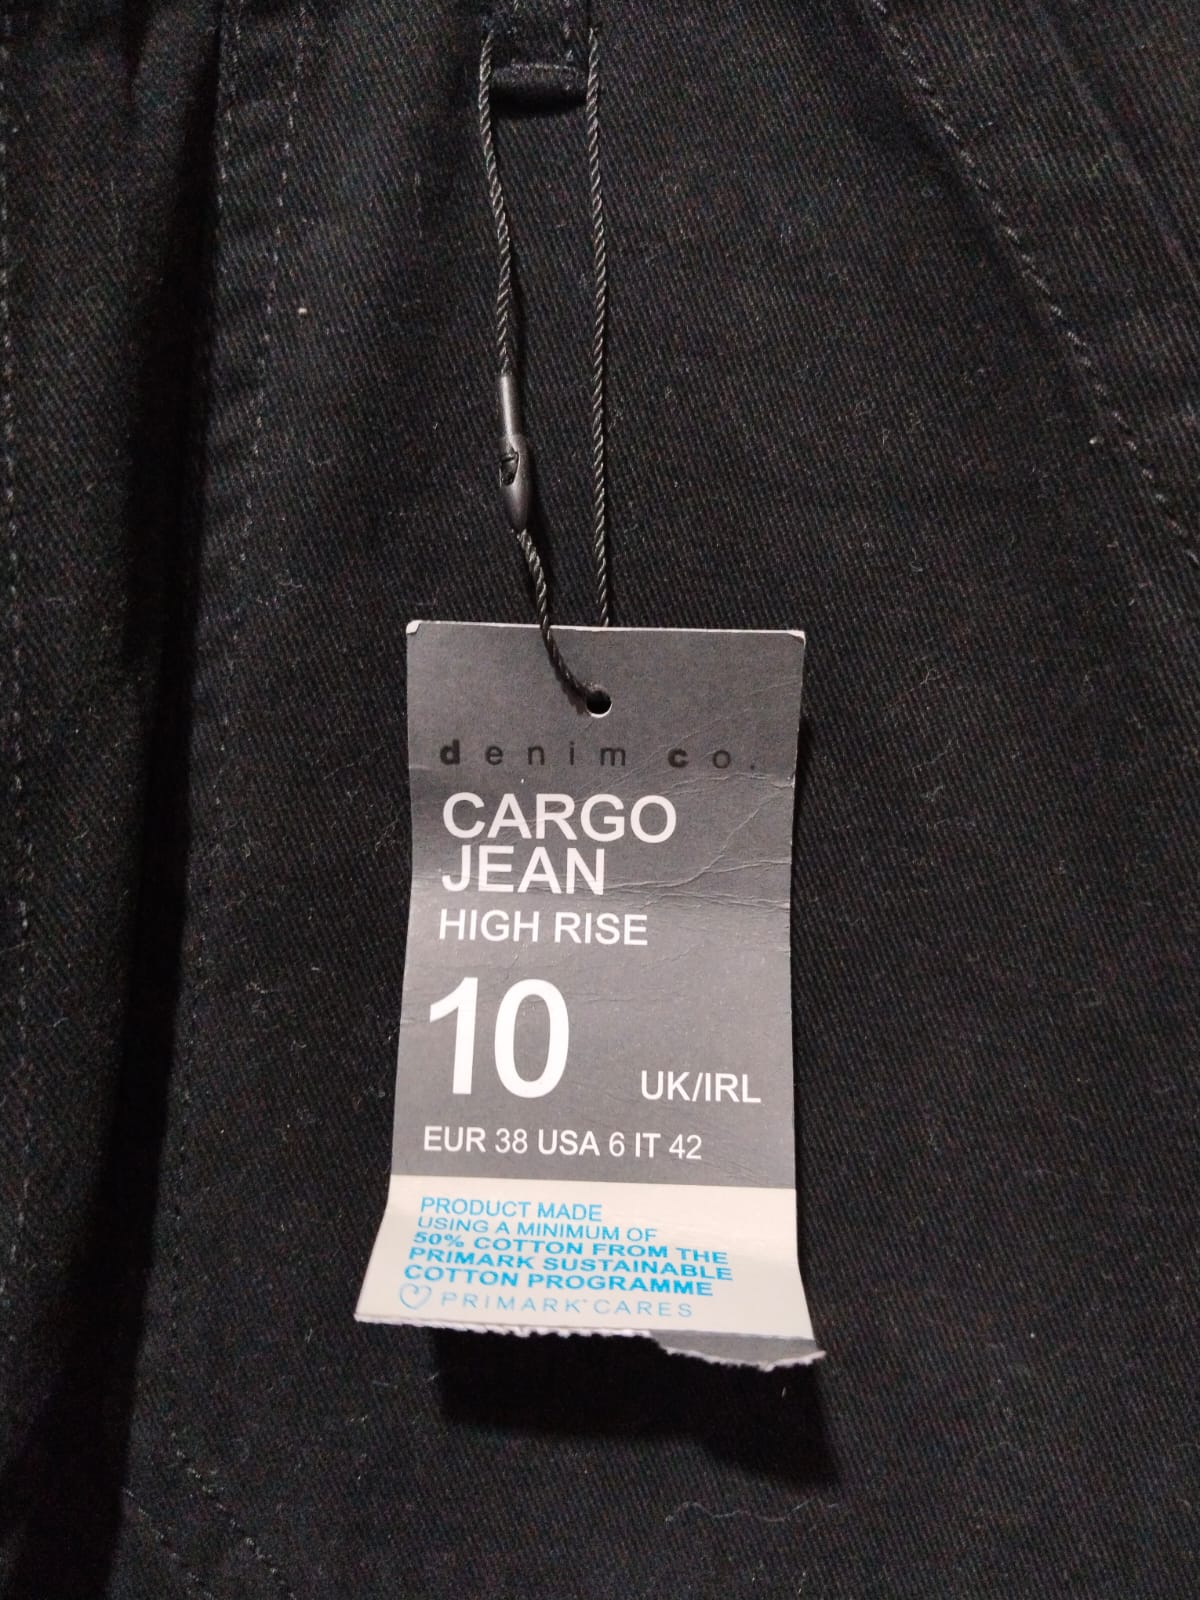 denim co.
CARGO
JEAN
HIGH RISE
10 UK/IRL
EUR 38 USA 6 IT 42
PRODUCT MADE
USING A MINIMUM OF
50% COTTON FROM THE
PRIMARK SUSTAINABLE
COTTON PROGRAMME
PRIMARK CARES